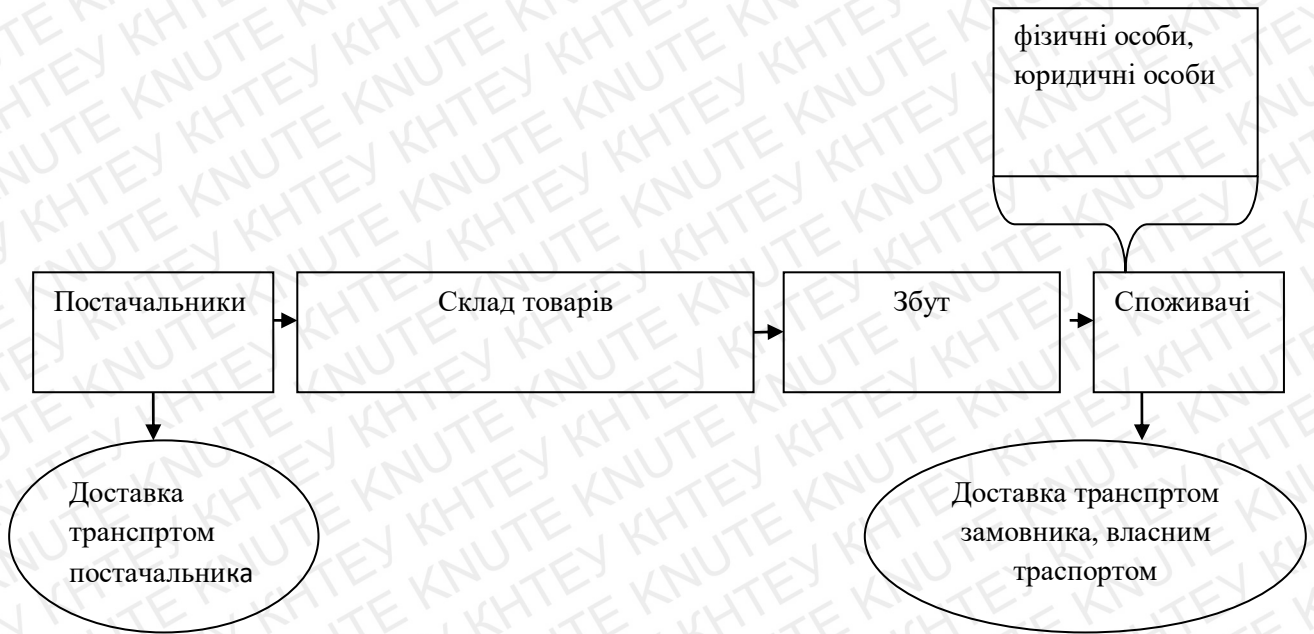 фізичні особи,
юридичні особи
Постачальники
Склад товарів
Збут
Споживачі
Доставка
транспртом
постачальника
Доставка транспртом
замовника, власним
траспортом